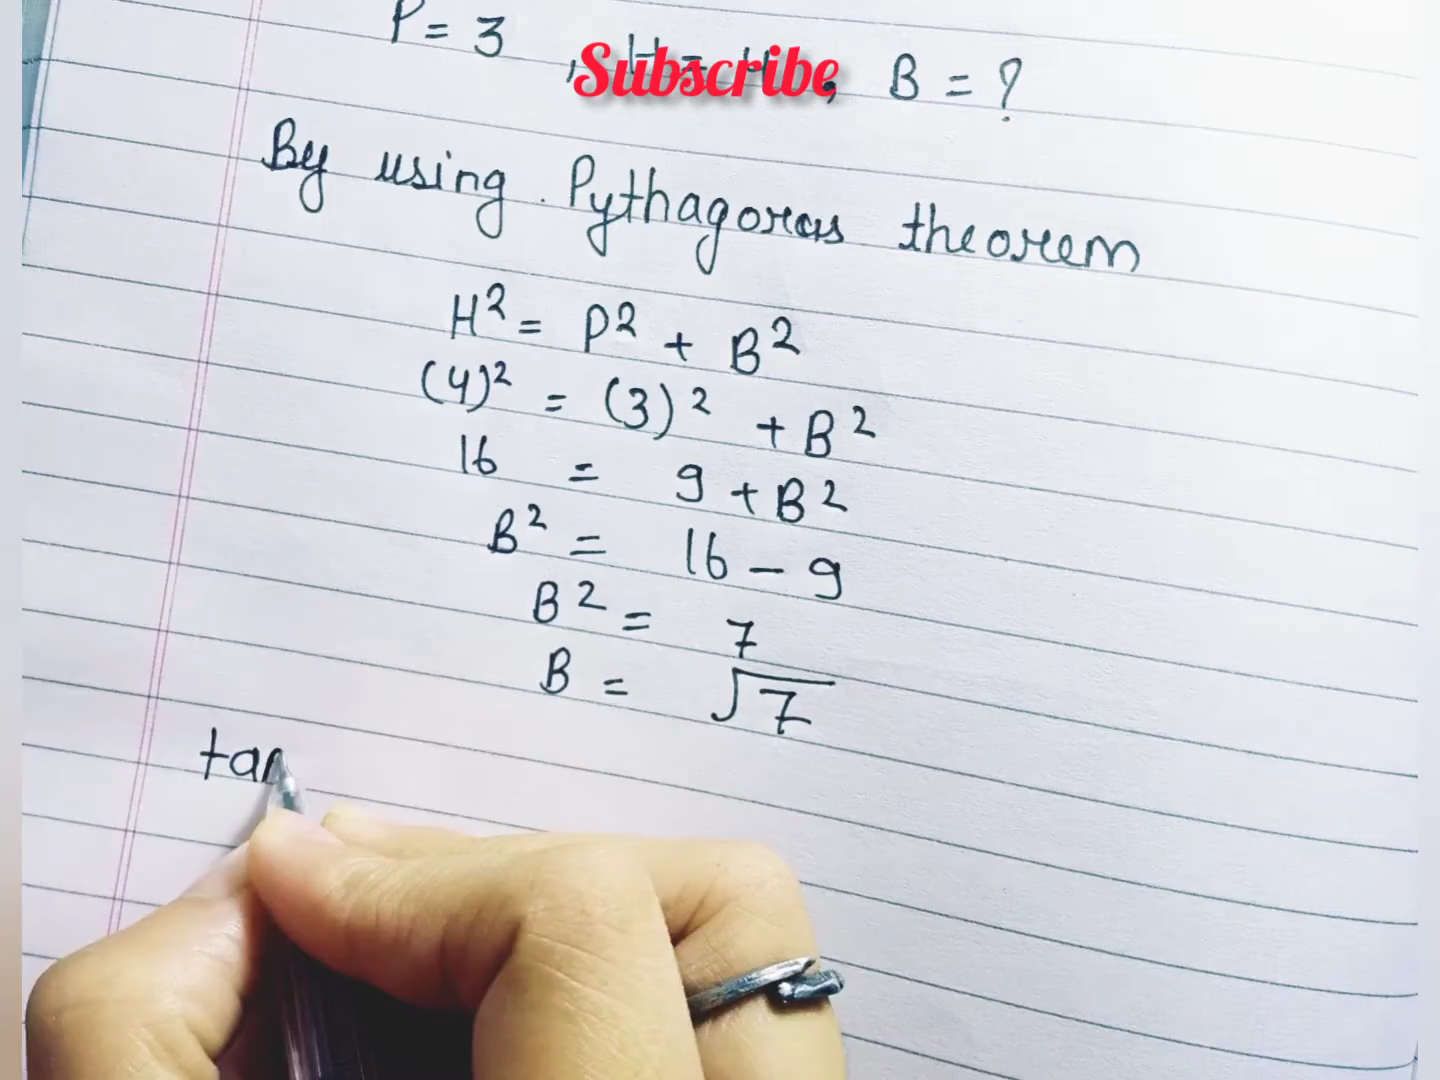 P = 3 , H = 4, B = ?
Subscribe
By using Pythagoras theorem
H² = P² + B²
(4)² = (3)² + B²
16 = 9 + B²
B² = 16 - 9
B² = 7
B = √7
tan